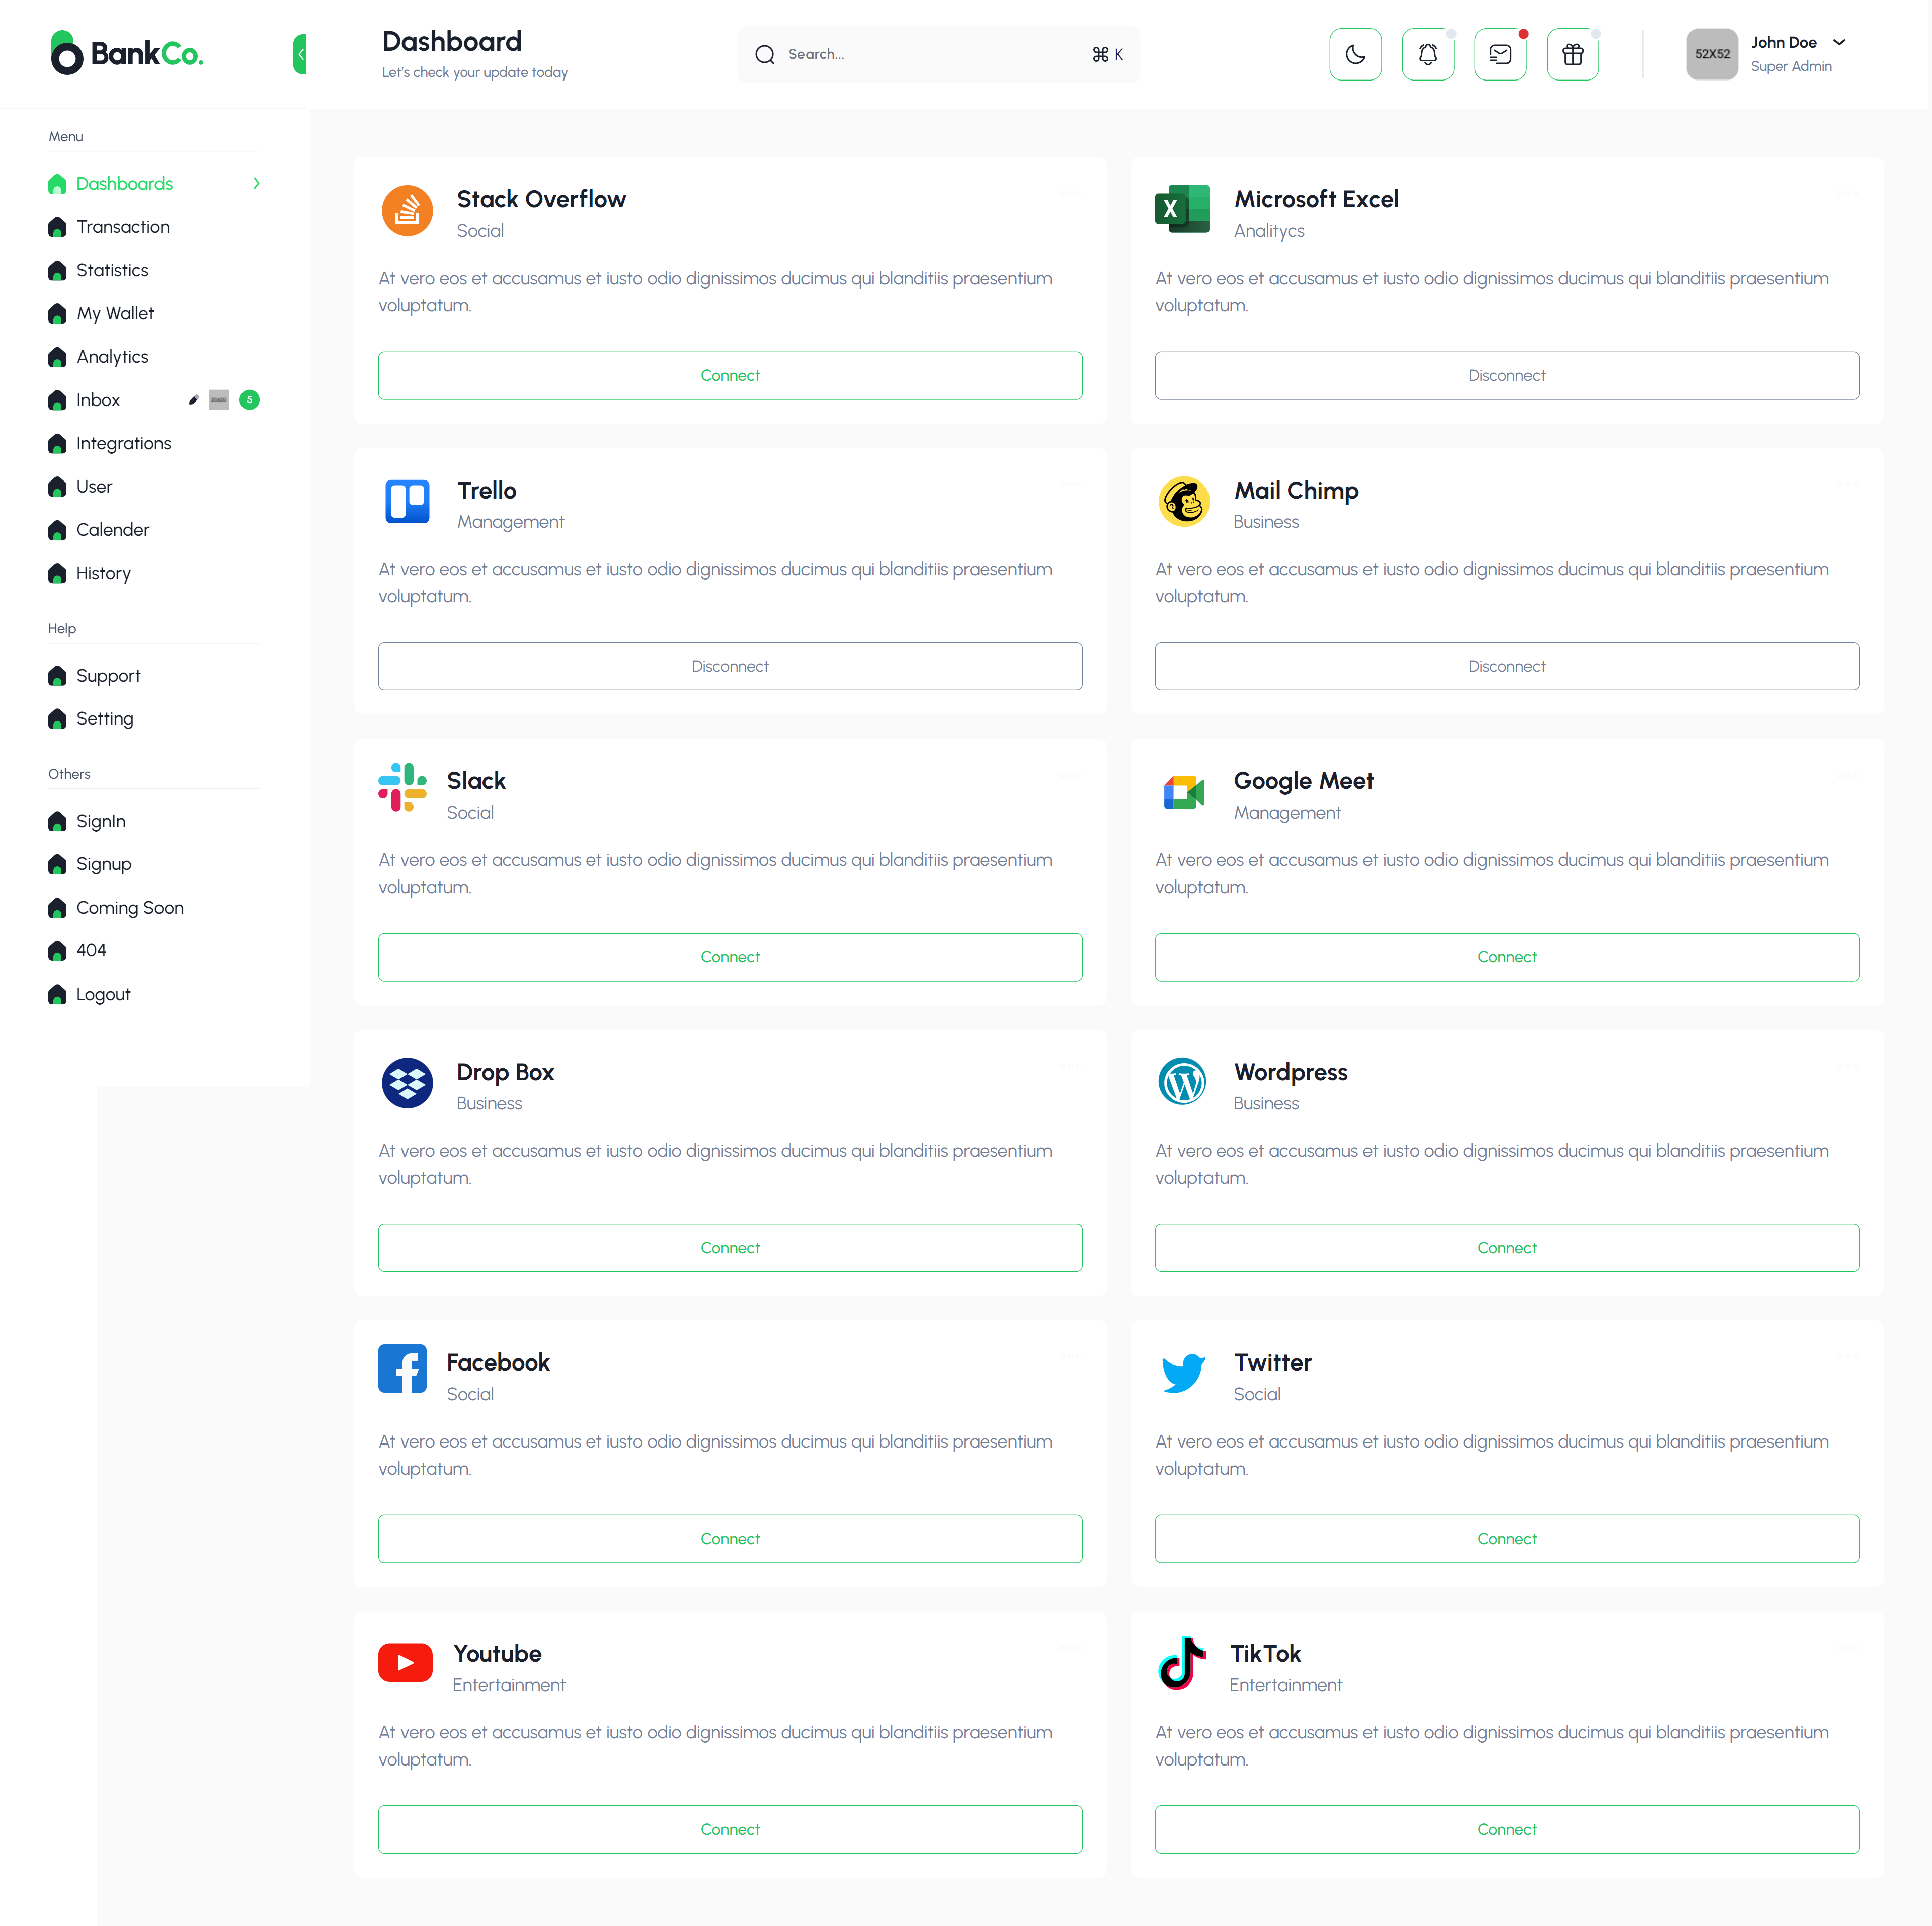 BankCo.
Dashboard
Let's check your update today
Search...
⌘ K
52X52
John Doe
Super Admin
Menu
Dashboards
Transaction
Statistics
My Wallet
Analytics
Inbox
5
Integrations
User
Calender
History
Help
Support
Setting
Others
SignIn
Signup
Coming Soon
404
Logout
Stack Overflow
Social
At vero eos et accusamus et iusto odio dignissimos ducimus qui blanditiis praesentium
voluptatum.
Connect
Microsoft Excel
Analitycs
At vero eos et accusamus et iusto odio dignissimos ducimus qui blanditiis praesentium
voluptatum.
Disconnect
Trello
Management
At vero eos et accusamus et iusto odio dignissimos ducimus qui blanditiis praesentium
voluptatum.
Disconnect
Mail Chimp
Business
At vero eos et accusamus et iusto odio dignissimos ducimus qui blanditiis praesentium
voluptatum.
Disconnect
Slack
Social
At vero eos et accusamus et iusto odio dignissimos ducimus qui blanditiis praesentium
voluptatum.
Connect
Google Meet
Management
At vero eos et accusamus et iusto odio dignissimos ducimus qui blanditiis praesentium
voluptatum.
Connect
Drop Box
Business
At vero eos et accusamus et iusto odio dignissimos ducimus qui blanditiis praesentium
voluptatum.
Connect
Wordpress
Business
At vero eos et accusamus et iusto odio dignissimos ducimus qui blanditiis praesentium
voluptatum.
Connect
Facebook
Social
At vero eos et accusamus et iusto odio dignissimos ducimus qui blanditiis praesentium
voluptatum.
Connect
Twitter
Social
At vero eos et accusamus et iusto odio dignissimos ducimus qui blanditiis praesentium
voluptatum.
Connect
Youtube
Entertainment
At vero eos et accusamus et iusto odio dignissimos ducimus qui blanditiis praesentium
voluptatum.
Connect
TikTok
Entertainment
At vero eos et accusamus et iusto odio dignissimos ducimus qui blanditiis praesentium
voluptatum.
Connect